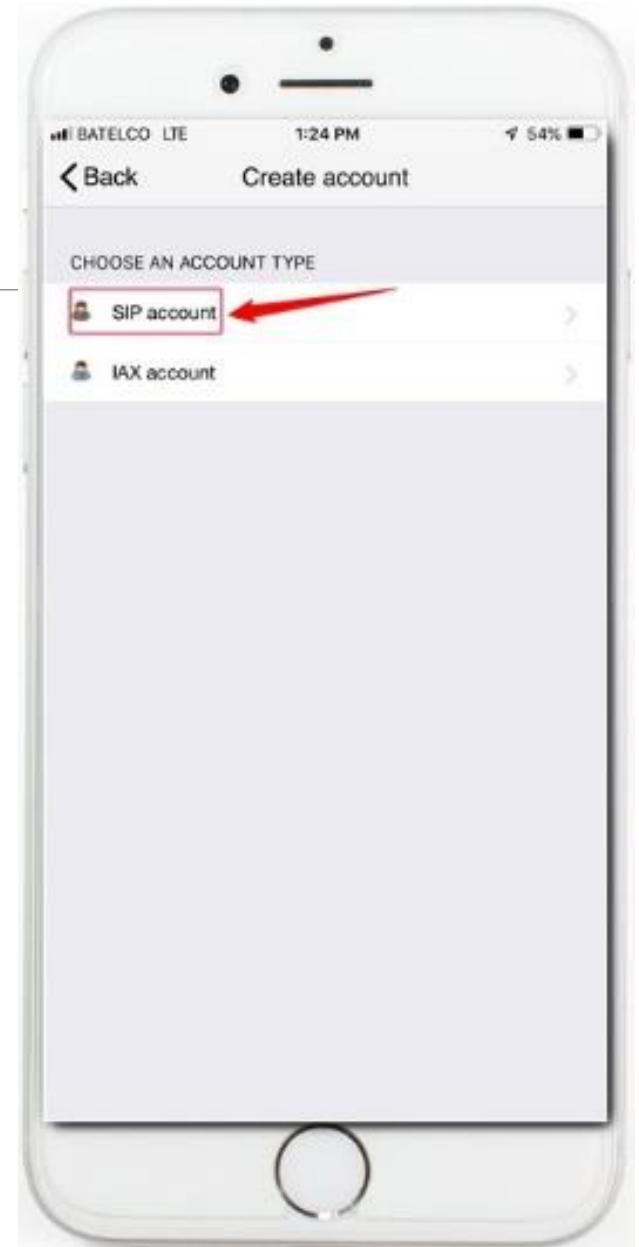 BATELCO LTE 1:24 PM 54%
Back Create account
CHOOSE AN ACCOUNT TYPE
SIP account
IAX account